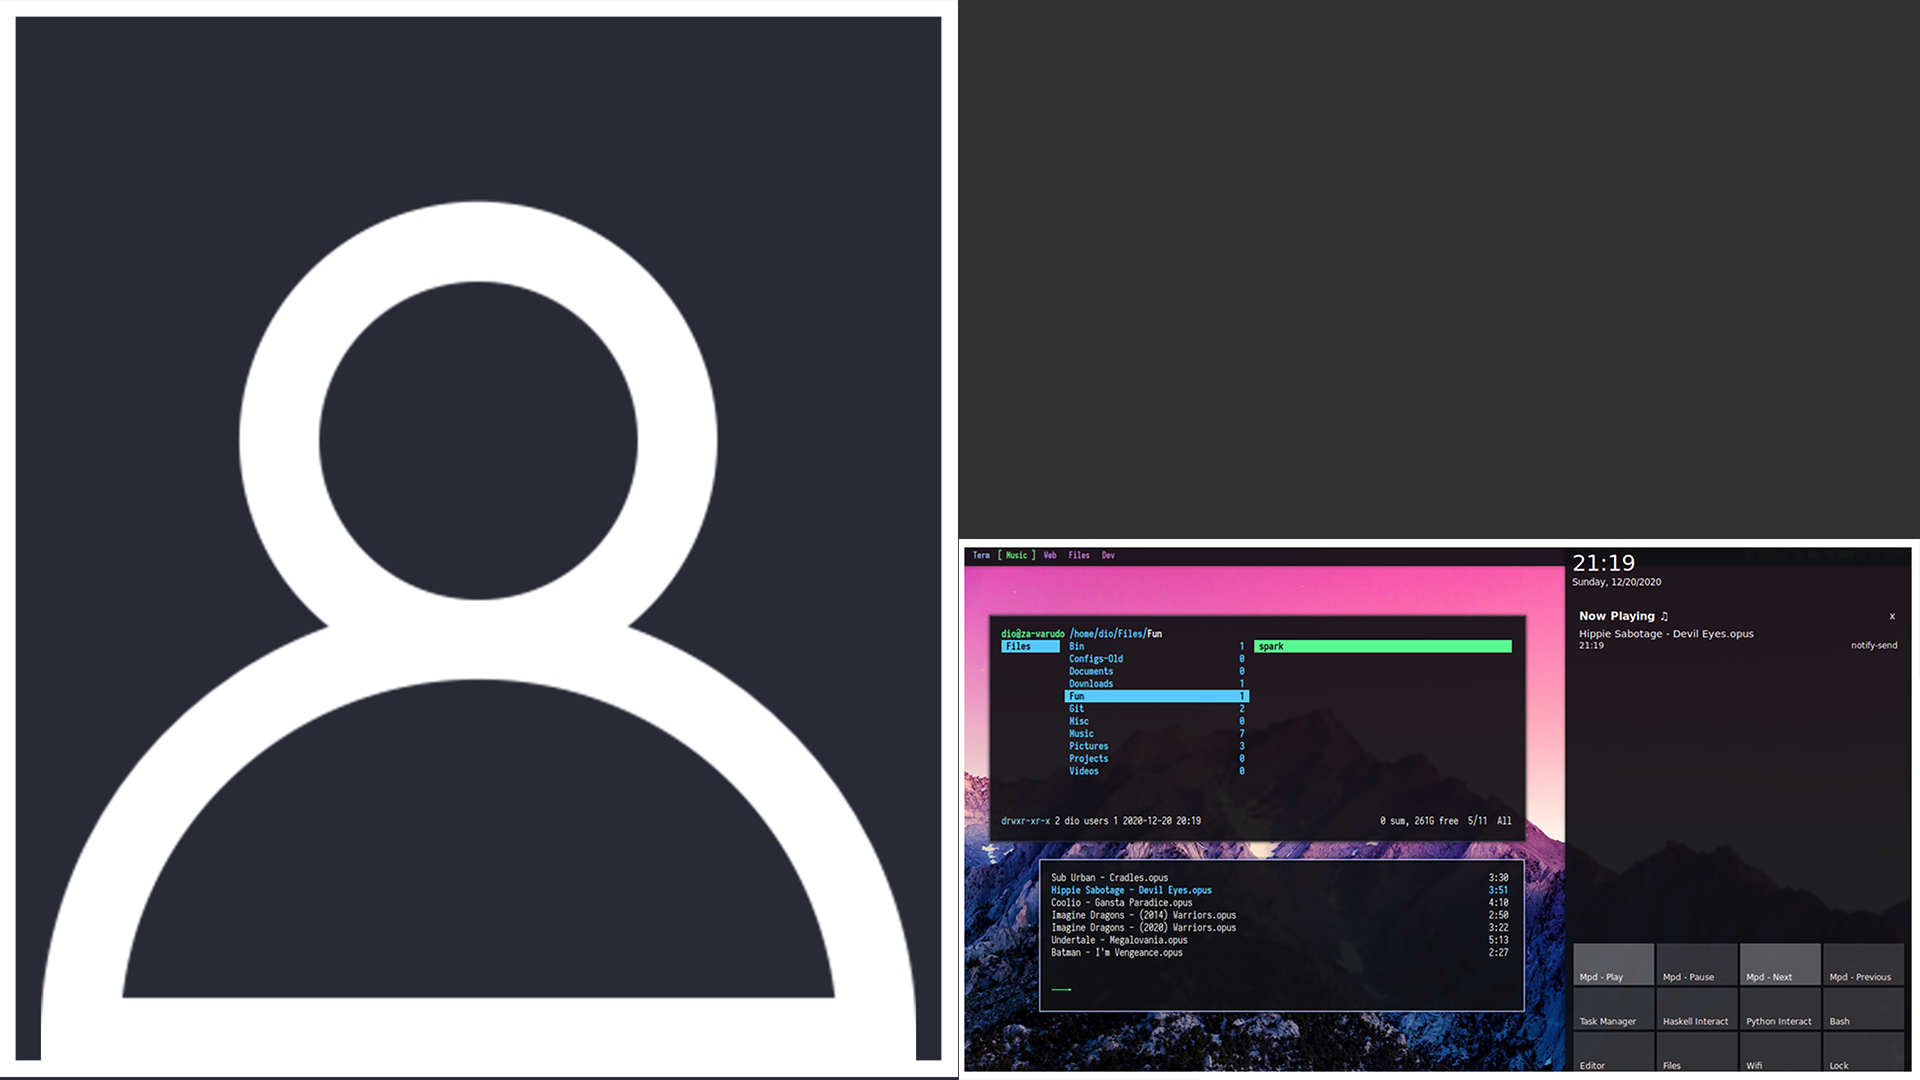 Term [ Music ] Web Files Dev
dio@za-warudo /home/dio/Files/Fun
Files Bin 1 spark
Configs-Old 0
Documents 0
Downloads 1
Fun 1
Git 2
Misc 0
Music 7
Pictures 3
Projects 0
Videos 0
drwxr-xr-x 2 dio users 1 2020-12-20 20:19 0 sum, 261G free 5/11 All
Sub Urban - Cradles.opus 3:30
Hippie Sabotage - Devil Eyes.opus 3:51
Coolio - Gansta Paradice.opus 4:10
Imagine Dragons - (2014) Warriors.opus 2:50
Imagine Dragons - (2020) Warriors.opus 3:22
Undertale - Megalovania.opus 5:13
Batman - I'm Vengeance.opus 2:27
21:19
Sunday, 12/20/2020
Now Playing ♫ x
Hippie Sabotage - Devil Eyes.opus
21:19 notify-send
Mpd - Play Mpd - Pause Mpd - Next Mpd - Previous
Task Manager Haskell Interact Python Interact Bash
Editor Files Wifi Lock